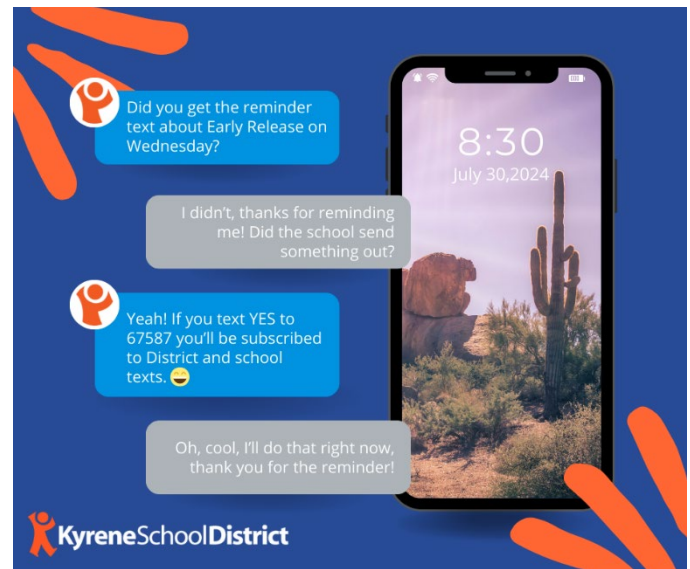 Did you get the reminder
text about Early Release on
Wednesday?
I didn’t, thanks for reminding
me! Did the school send
something out?
Yeah! If you text YES to
67587 you’ll be subscribed
to District and school
texts. 😄
Oh, cool, I’ll do that right now,
thank you for the reminder!
8:30
July 30,2024
KyreneSchoolDistrict